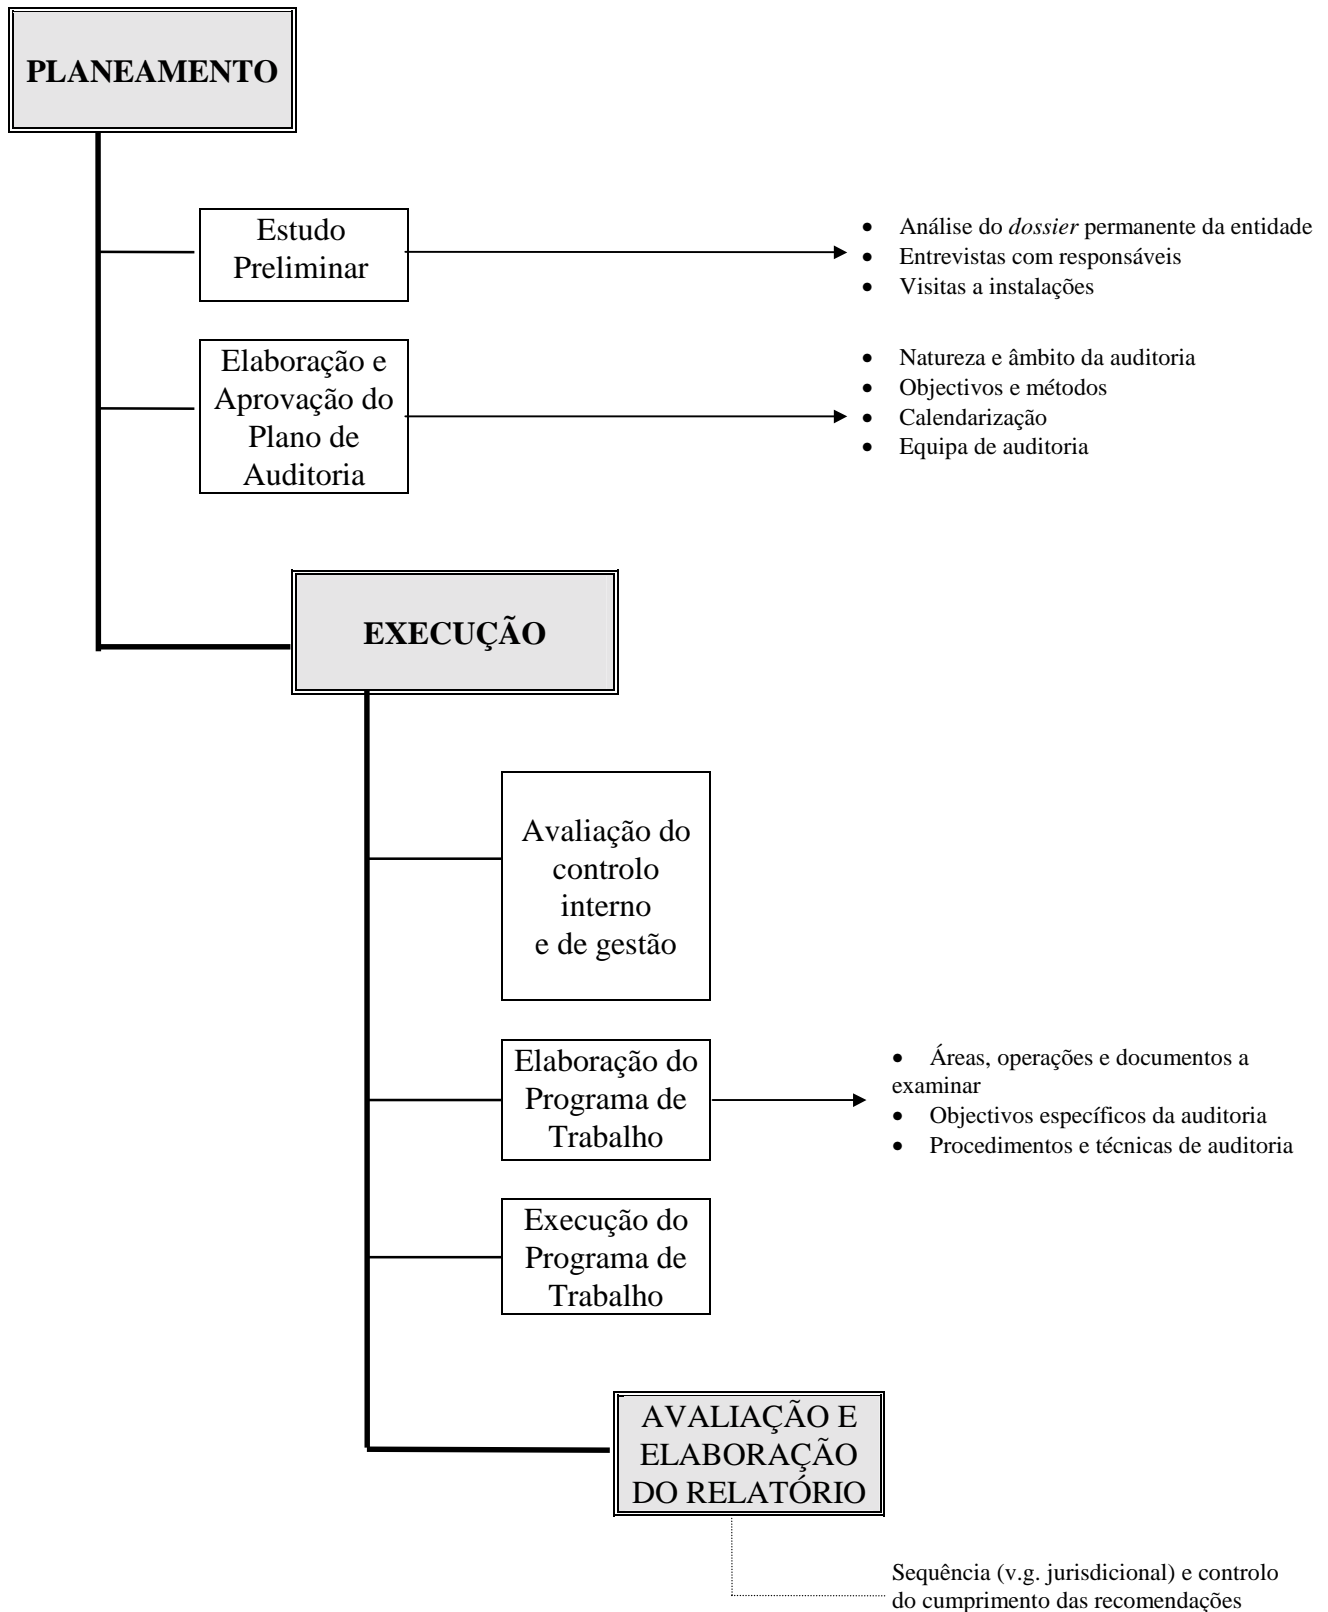 PLANEAMENTO
Estudo
Preliminar
• Análise do dossier permanente da entidade
• Entrevistas com responsáveis
• Visitas a instalações
Elaboração e
Aprovação do
Plano de
Auditoria
• Natureza e âmbito da auditoria
• Objectivos e métodos
• Calendarização
• Equipa de auditoria
EXECUÇÃO
Avaliação do
controlo
interno
e de gestão
Elaboração do
Programa de
Trabalho
• Áreas, operações e documentos a
examinar
• Objectivos específicos da auditoria
• Procedimentos e técnicas de auditoria
Execução do
Programa de
Trabalho
AVALIAÇÃO E
ELABORAÇÃO
DO RELATÓRIO
Sequência (v.g. jurisdicional) e controlo
do cumprimento das recomendações